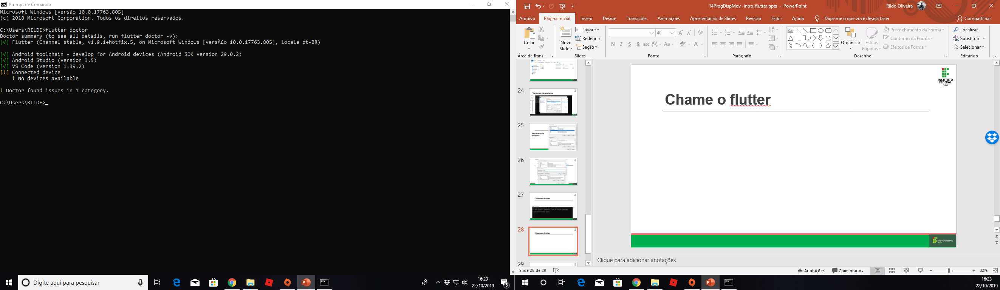 Prompt de Comando
Microsoft Windows [versão 10.0.17763.805]
(c) 2018 Microsoft Corporation. Todos os direitos reservados.
C:\Users\RILDE>flutter doctor
Doctor summary (to see all details, run flutter doctor -v):
[√] Flutter (Channel stable, v1.9.1+hotfix.5, on Microsoft Windows [versÃ£o 10.0.17763.805], locale pt-BR)
[√] Android toolchain - develop for Android devices (Android SDK version 29.0.2)
[√] Android Studio (version 3.5)
[√] VS Code (version 1.39.2)
[!] Connected device
! No devices available
! Doctor found issues in 1 category.
C:\Users\RILDE>
14ProgDispMov -intro_flutter.pptx - PowerPoint
Rildo Oliveira
Arquivo Página Inicial Inserir Design Transições Animações Apresentação de Slides Revisão Exibir Ajuda Diga-me o que você deseja fazer Compartilhar
Colar
Área de Trans...
Novo Slide
Layout
Redefinir
Seção
Slides
40
N I S S abc AV Aa A
Fonte
Parágrafo
Organizar
Estilos Rápidos
Preenchimento da Forma
Contorno da Forma
Efeitos de Forma
Desenho
Localizar
Substituir
Selecionar
Editando
24
Variáveis de sistema
25
Variáveis de
sistema
26
27
Chame o flutter
28
Chame o flutter
29
INSTITUTO
FEDERAL
Piauí
Chame o flutter
INSTITUTO FEDERAL
PIAUÍ
Clique para adicionar anotações
Slide 28 de 29
Anotações Comentários 82%
Digite aqui para pesquisar
16:23
22/10/2019
5
16:23
22/10/2019